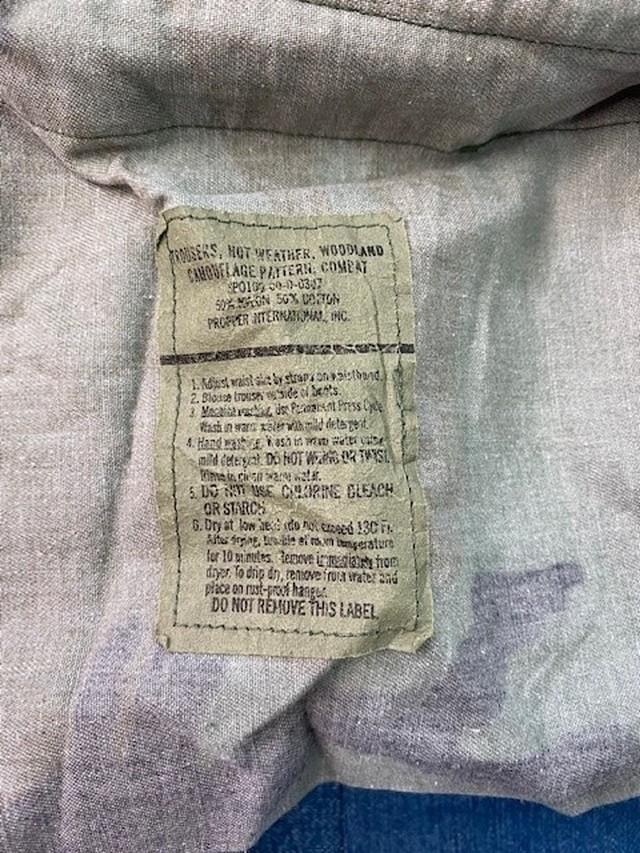 TROUSERS, HOT WEATHER, WOODLAND
CAMOUFLAGE PATTERN: COMBAT
SPO100-00-D-0307
50% NYLON 50% COTTON
PROPPER INTERNATIONAL, INC.
1. Adjust waist size by straps on waistband.
2. Blouse trouser outside of boots.
3. Machine washing, Use Permanent Press Cycle
Wash in warm water with mild detergent.
4. Hand washing, Wash in warm water using
mild detergent. DO NOT WRING OR TWIST.
Rinse in clean warm water.
5. DO NOT USE CHLORINE BLEACH
OR STARCH
6. Dry at low heat (do not exceed 130 F).
After drying, tumble at room temperature
for 10 minutes. Remove immediately from
dryer. To drip dry, remove from water and
place on rust-proof hanger.
DO NOT REMOVE THIS LABEL